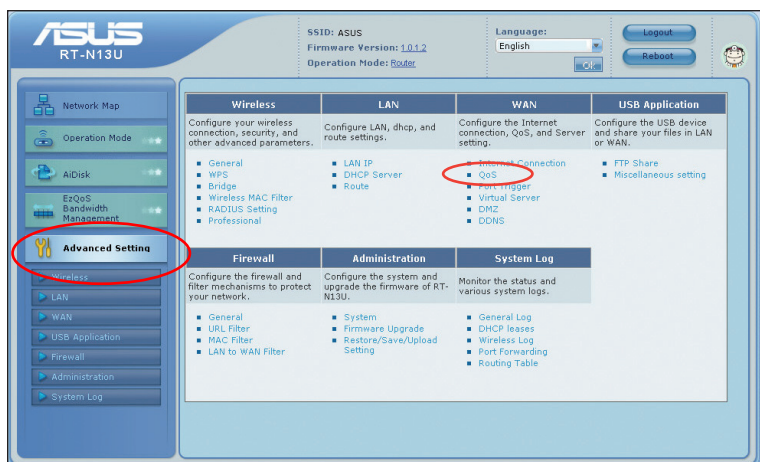 ASUS
RT-N13U
SSID: ASUS
Firmware Version: 1.0.1.2
Operation Mode: Router
Language:
English
Logout
Reboot
Network Map
Operation Mode
AiDisk
EzQoS
Bandwidth
Management
Advanced Setting
Wireless
LAN
WAN
USB Application
Firewall
Administration
System Log
Wireless
Configure your wireless
connection, security, and
other advanced parameters.
General
WPS
Bridge
Wireless MAC Filter
RADIUS Setting
Professional
LAN
Configure LAN, dhcp, and
route settings.
LAN IP
DHCP Server
Route
WAN
Configure the Internet
connection, QoS, and Server
setting.
Internet Connection
QoS
Port Trigger
Virtual Server
DMZ
DDNS
USB Application
Configure the USB device
and share your files in LAN
or WAN.
FTP Share
Miscellaneous setting
Firewall
Configure the firewall and
filter mechanisms to protect
your network.
General
URL Filter
MAC Filter
LAN to WAN Filter
Administration
Configure the system and
upgrade the firmware of RT-
N13U.
System
Firmware Upgrade
Restore/Save/Upload
Setting
System Log
Monitor the status and
various system logs.
General Log
DHCP leases
Wireless Log
Port Forwarding
Routing Table